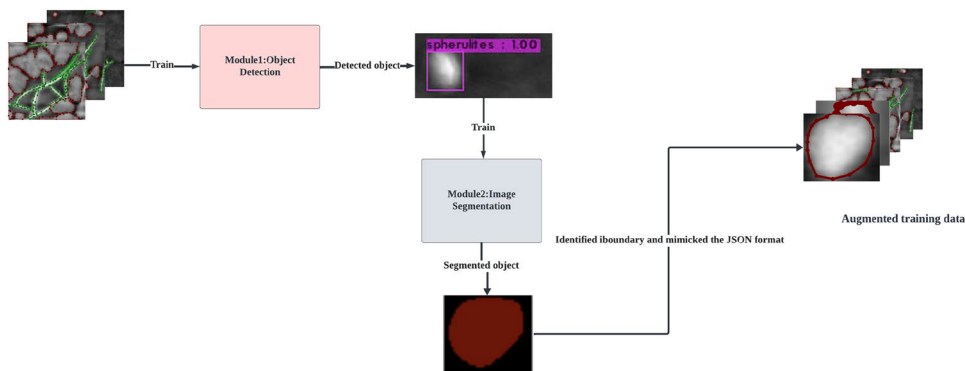 spherulites : 1.00
Module1:Object
Detection
Train
Detected object
Train
Module2:Image
Segmentation
Augmented training data
Identified iboundary and mimicked the JSON format
Segmented object